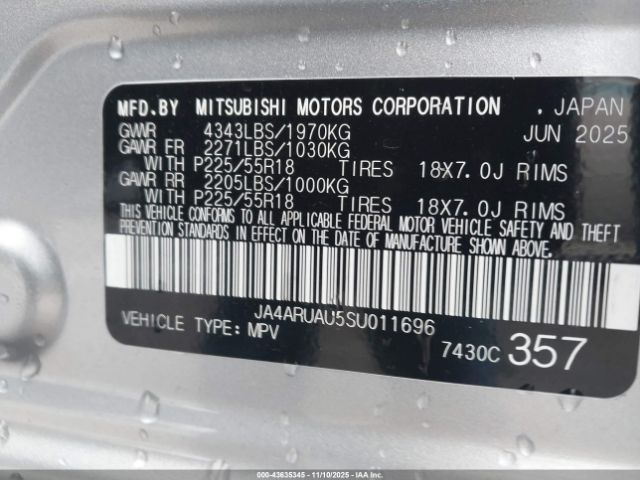 MFD.BY MITSUBISHI MOTORS CORPORATION . JAPAN
GVWR 4343LBS/1970KG JUN 2025
GAWR FR 2271LBS/1030KG
WITH P225/55R18 TIRES 18X7.0J RIMS
GAWR RR 2205LBS/1000KG
WITH P225/55R18 TIRES 18X7.0J RIMS
THIS VEHICLE CONFORMS TO ALL APPLICABLE FEDERAL MOTOR VEHICLE SAFETY AND THEFT
PREVENTION STANDARDS IN EFFECT ON THE DATE OF MANUFACTURE SHOWN ABOVE.
JA4ARUAU5SU011696
VEHICLE TYPE: MPV 7430C 357
000-43635345 — 11/10/2025 — IAAI.COM